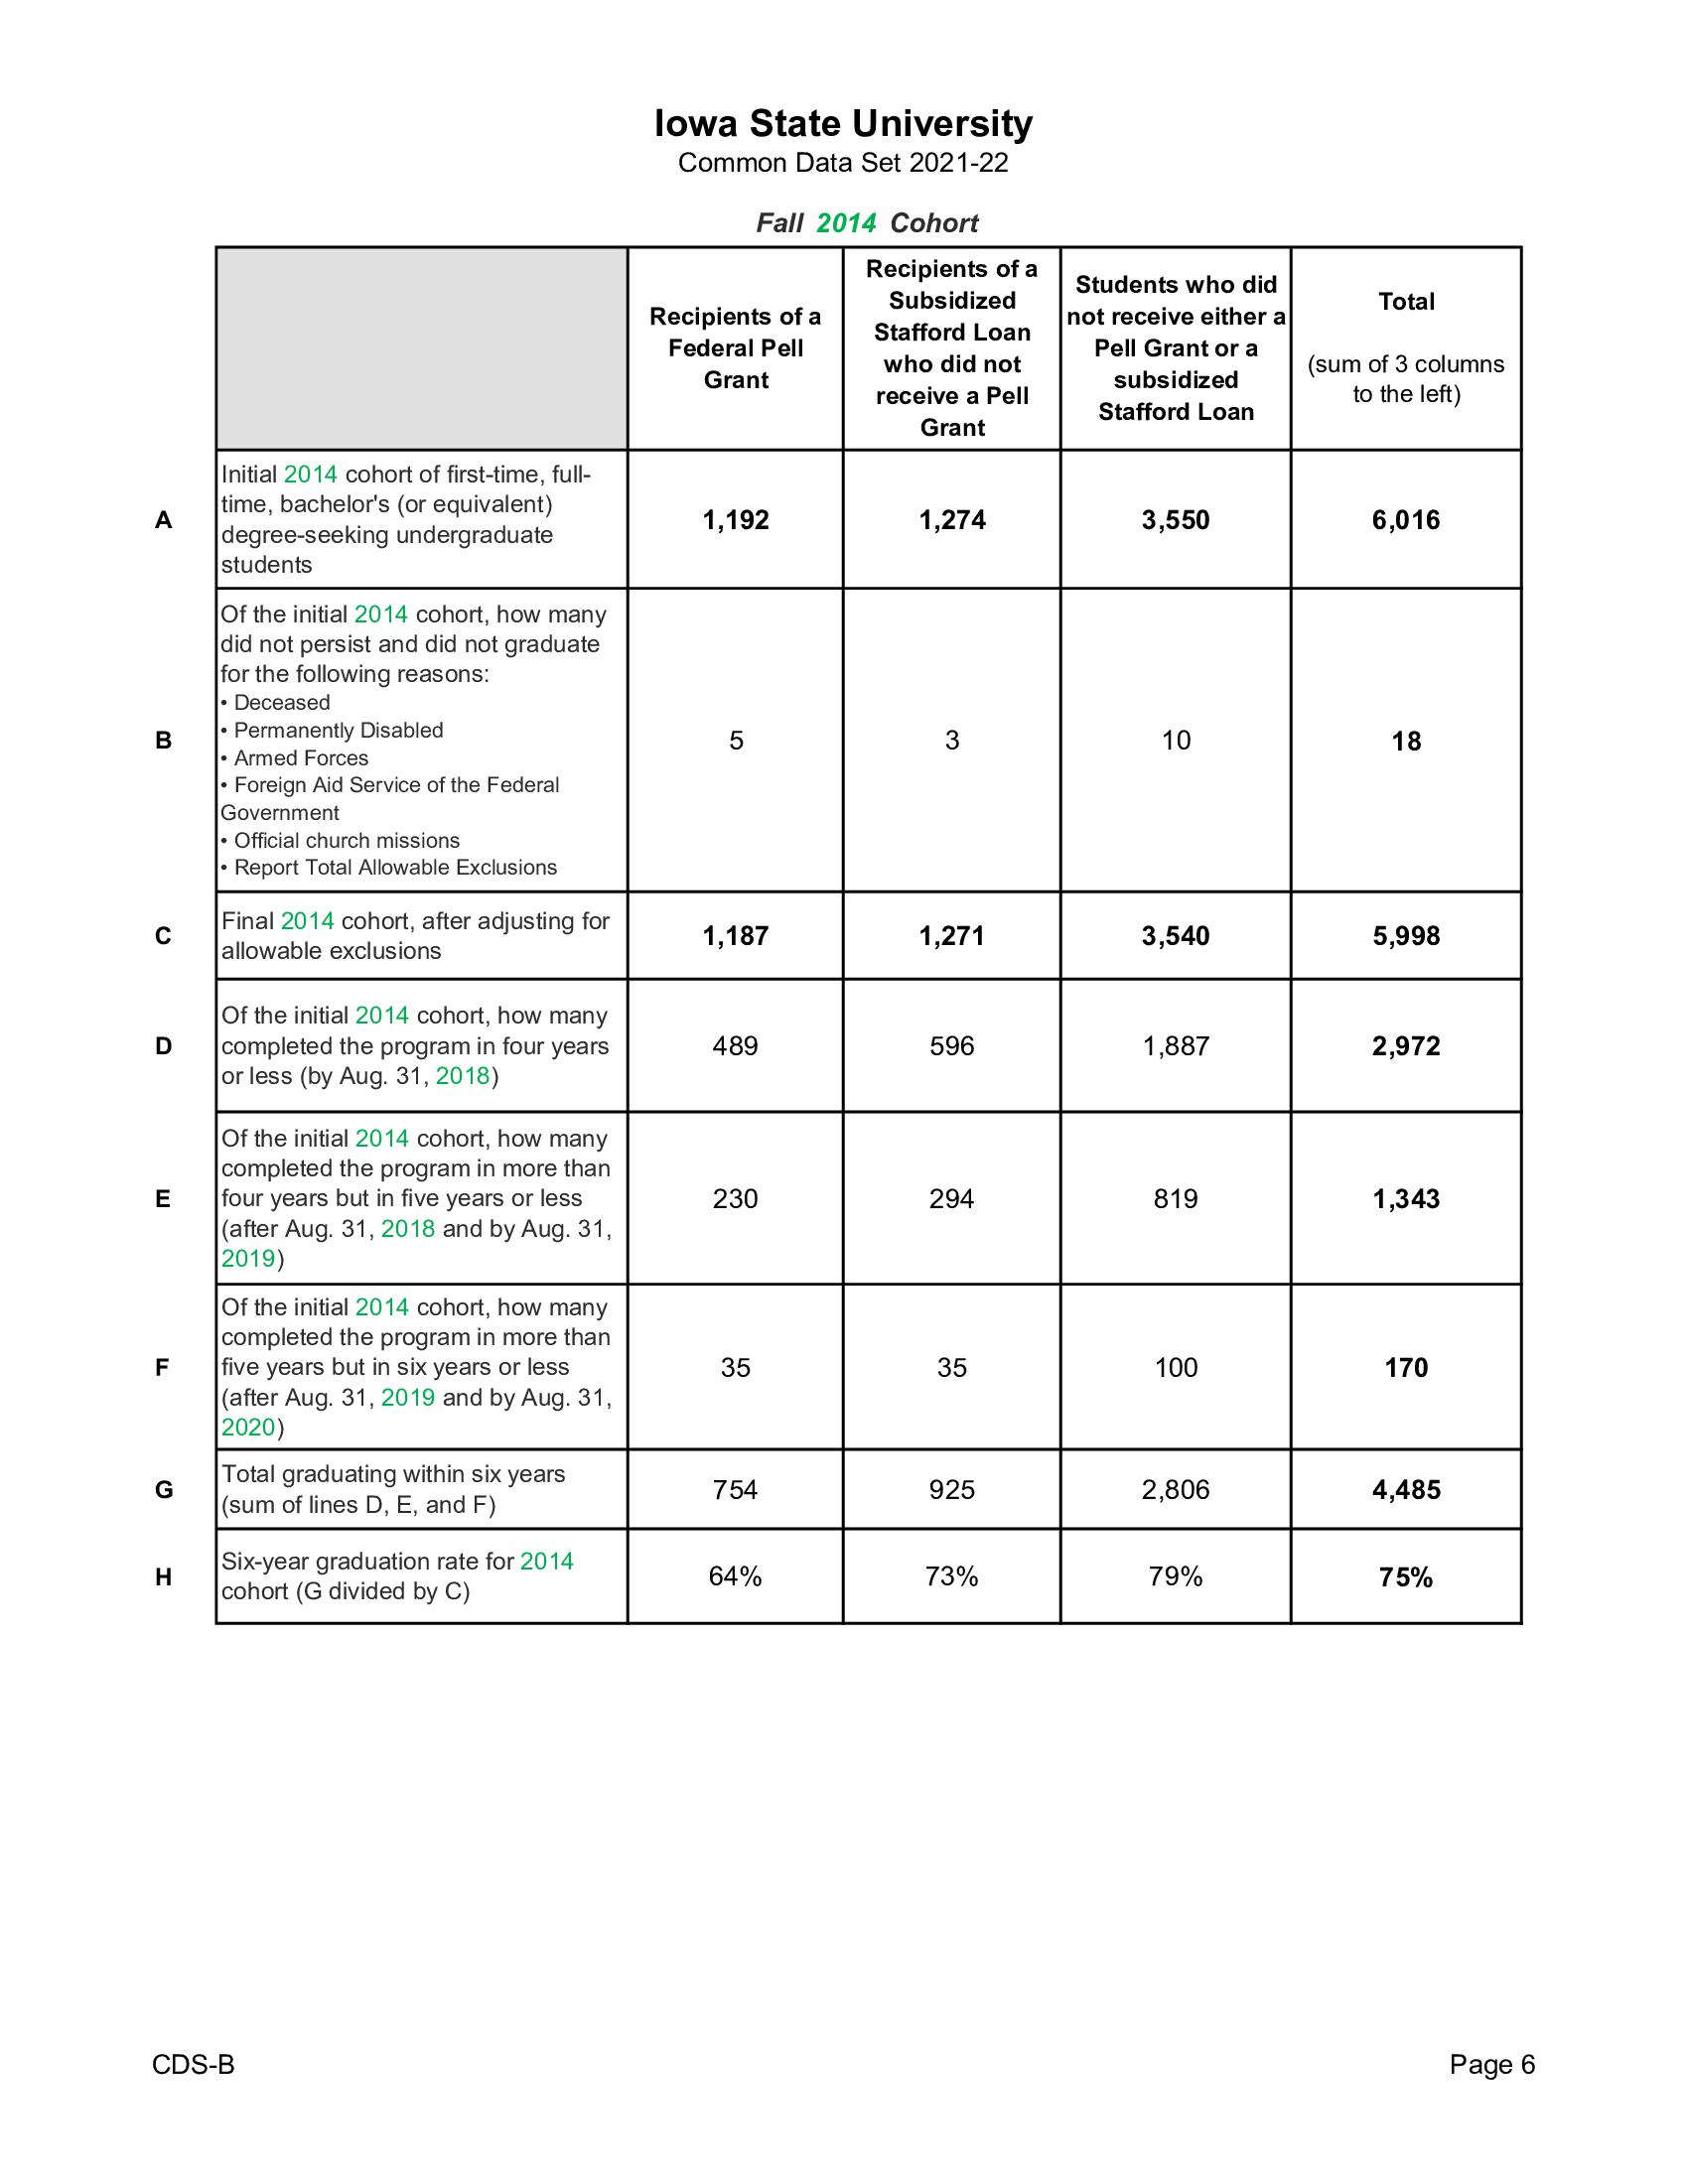 Iowa State University
Common Data Set 2021-22
Fall 2014 Cohort
Recipients of a
Federal Pell
Grant
Recipients of a
Subsidized
Stafford Loan
who did not
receive a Pell
Grant
Students who did
not receive either a
Pell Grant or a
subsidized
Stafford Loan
Total
(sum of 3 columns
to the left)
A
Initial 2014 cohort of first-time, full-
time, bachelor's (or equivalent)
degree-seeking undergraduate
students
1,192
1,274
3,550
6,016
B
Of the initial 2014 cohort, how many
did not persist and did not graduate
for the following reasons:
• Deceased
• Permanently Disabled
• Armed Forces
• Foreign Aid Service of the Federal
Government
• Official church missions
• Report Total Allowable Exclusions
5
3
10
18
C
Final 2014 cohort, after adjusting for
allowable exclusions
1,187
1,271
3,540
5,998
D
Of the initial 2014 cohort, how many
completed the program in four years
or less (by Aug. 31, 2018)
489
596
1,887
2,972
E
Of the initial 2014 cohort, how many
completed the program in more than
four years but in five years or less
(after Aug. 31, 2018 and by Aug. 31,
2019)
230
294
819
1,343
F
Of the initial 2014 cohort, how many
completed the program in more than
five years but in six years or less
(after Aug. 31, 2019 and by Aug. 31,
2020)
35
35
100
170
G
Total graduating within six years
(sum of lines D, E, and F)
754
925
2,806
4,485
H
Six-year graduation rate for 2014
cohort (G divided by C)
64%
73%
79%
75%
CDS-B
Page 6